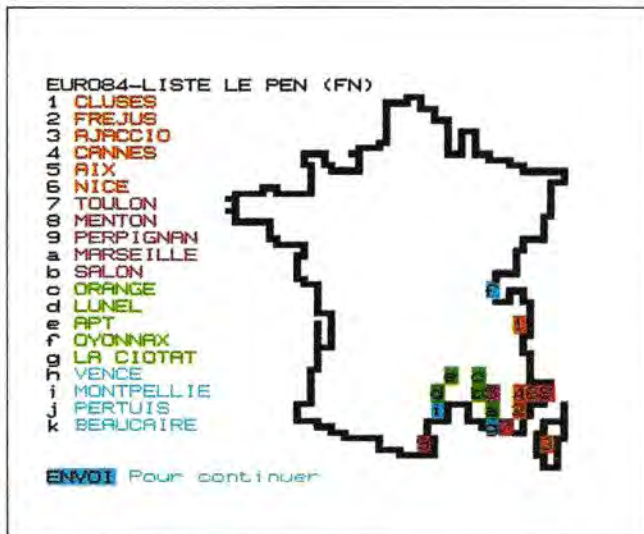 EURO84-LISTE LE PEN (FN)
1 CLUSES
2 FREJUS
3 AJACCIO
4 CANNES
5 AIX
6 NICE
7 TOULON
8 MENTON
9 PERPIGNAN
a MARSEILLE
b SALON
c ORANGE
d LUNEL
e APT
f OYONNAX
g LA CIOTAT
h VENCE
i MONTPELLIE
j PERTUIS
k BEAUCAIRE
ENVOI Pour continuer